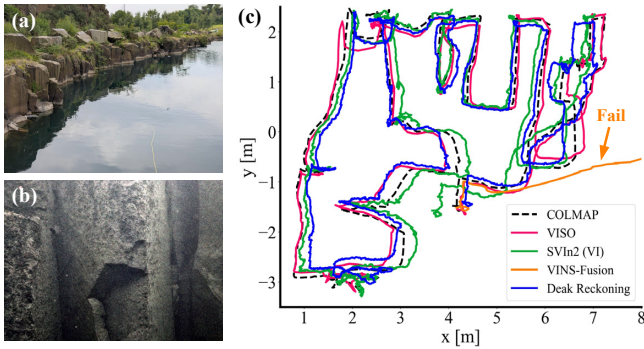 (a)
(b)
(c)
2
1
0
−1
−2
−3
y [m]
1
2
3
4
5
6
7
8
x [m]
Fail
COLMAP
VISO
SVIn2 (VI)
VINS-Fusion
Deak Reckoning